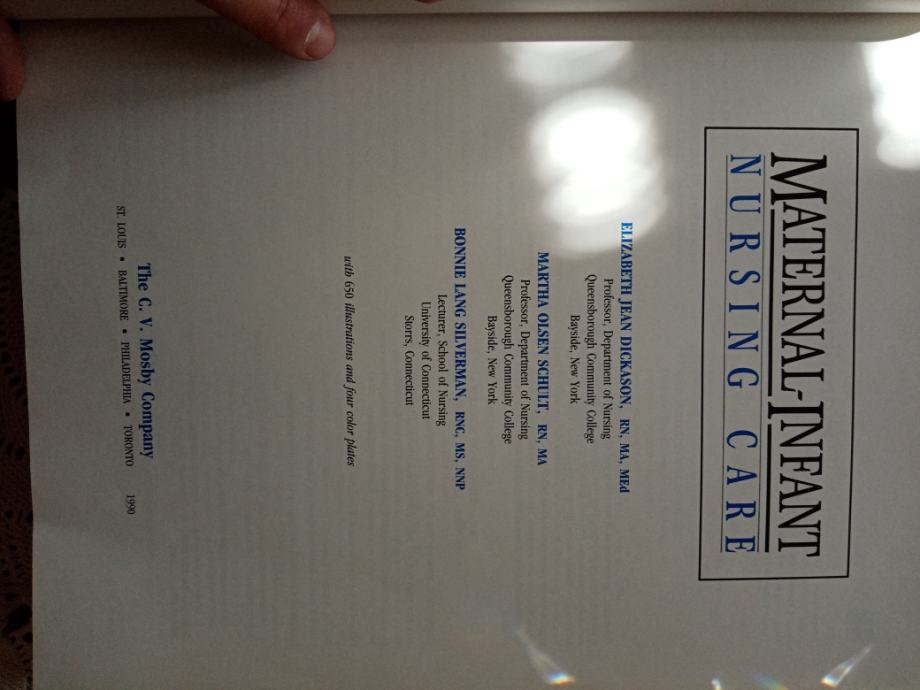 MATERNAL-INFANT
NURSING CARE
ELIZABETH JEAN DICKASON, RN, MA, MEd
Professor, Department of Nursing
Queensborough Community College
Bayside, New York
MARTHA OLSEN SCHULT, RN, MA
Professor, Department of Nursing
Queensborough Community College
Bayside, New York
BONNIE LANG SILVERMAN, RNC, MS, NNP
Lecturer, School of Nursing
University of Connecticut
Storrs, Connecticut
with 650 illustrations and four color plates
The C. V. Mosby Company
ST. LOUIS ▪ BALTIMORE ▪ PHILADELPHIA ▪ TORONTO 1990